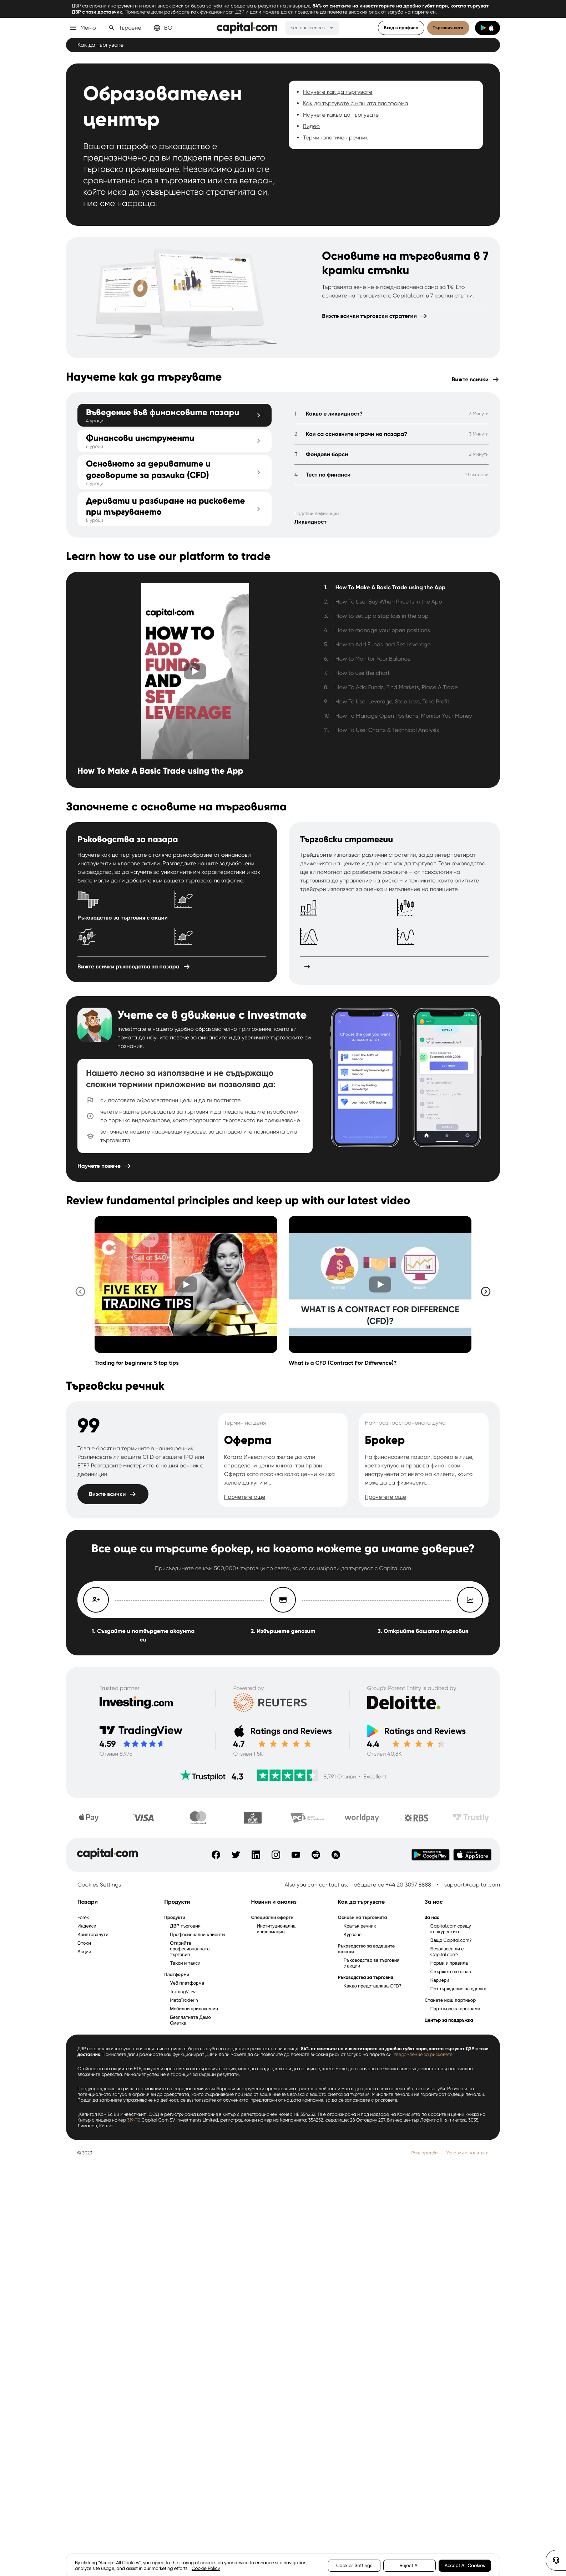 ДЗР са сложни инструменти и носят висок риск от бърза загуба на средства в резултат на ливъридж. 84% от сметките на инвеститорите на дребно губят пари, когато търгуват
ДЗР с този доставчик. Помислете дали разбирате как функционират ДЗР и дали можете да си позволите да поемате високия риск от загуба на парите си.
Меню
Търсене
BG
capital.com
Вход в профила
Търговия сега
Как да търгувате
Образователен
център
Вашето подробно ръководство е
предназначено да ви подкрепя през вашето
търговско преживяване. Независимо дали сте
сравнително нов в търговията или сте ветеран,
който иска да усъвършенства стратегията си,
ние сме насреща.
Научете как да търгувате
Как да търгувате с нашата платформа
Научете какво да търгувате
Видео
Терминологичен речник
Основите на търговията в 7
кратки стъпки
Търговията вече не е предназначена само за 1%. Ето
основите на търговията с Capital.com в 7 кратки стъпки.
Вижте всички търговски стратегии
Научете как да търгувате
Вижте всички
Въведение във финансовите пазари
4 уроци
Финансови инструменти
6 уроци
Основното за деривативите и
договорите за разлика (CFD)
6 уроци
Деривати и разбиране на рисковете
при търгуването
8 уроци
1 Какво е ликвидност? 3 Минути
2 Кои са основните играчи на пазара? 3 Минути
3 Фондови борси 2 Минути
4 Тест по финанси 13 въпроси
Подобни дефиниции
Ликвидност
Learn how to use our platform to trade
capital.com
HOW TO
ADD
FUNDS
AND
SET
LEVERAGE
How To Make A Basic Trade using the App
1. How To Make A Basic Trade using the App
2. How To Use: Buy When Price Is in the App
3. How to set up a stop loss in the app
4. How to manage your open positions
5. How to Add Funds and Set Leverage
6. How to Monitor Your Balance
7. How to use the chart
8. How To Add Funds, Find Markets, Place A Trade
9. How To Use: Leverage, Stop Loss, Take Profit
10. How To Manage Open Positions, Monitor Your Money
11. How To Use: Charts & Technical Analysis
Започнете с основите на търговията
Ръководства за пазара
Научете как да търгувате с голямо разнообразие от финансови
инструменти и класове активи. Разгледайте нашите задълбочени
ръководства, за да научите за уникалните им характеристики и как
бихте могли да ги добавите към вашето търговско портфолио.
Ръководство за търговия с акции
Вижте всички ръководства за пазара
Търговски стратегии
Трейдърите използват различни стратегии, за да интерпретират
движенията на цените и да решат как да търгуват. Тези ръководства
ще ви помогнат да разберете основите – от психология на
търговията до управление на риска – и техниките, които опитните
трейдъри използват за оценка и изпълнение на позициите.
Учете се в движение с Investmate
Investmate е нашето удобно образователно приложение, което ви
помага да научите повече за финансите и да увеличите търговските си
познания.
Нашето лесно за използване и не съдържащо
сложни термини приложение ви позволява да:
си поставяте образователни цели и да ги постигате
четете нашите ръководства за търговия и да гледате нашите изработени
по поръчка видеоклипове, които подпомагат търговското ви преживяване
започнете нашите насочващи курсове, за да подсилите познанията си в
търговията
Научете повече
Choose the goal you
want to accomplish
Review fundamental principles and keep up with our latest video
Sell at $40
FIVE KEY
TRADING TIPS
Trading for beginners: 5 top tips
WHAT IS A CONTRACT FOR DIFFERENCE
(CFD)?
What is a CFD (Contract For Difference)?
Търговски речник
99
Това е броят на термините в нашия речник.
Различавате ли вашите CFD от вашите IPO или
ETF? Разгадайте мистерията с нашия речник с
дефиниции.
Вижте всички
Термин на деня
Оферта
Когато Инвеститор желае да купи
определени ценни книжа, той прави
Оферта като посочва колко ценни книжа
желае да купи и...
Прочетете още
Най-разпространената дума
Брокер
На финансовите пазари, Брокер е лице,
което купува и продава финансови
инструменти от името на клиенти, които
може да са физически...
Прочетете още
Все още си търсите брокер, на когото можете да имате доверие?
Присъединете се към 500,000+ търговци по света, които са избрали да търгуват с Capital.com
1. Създайте и потвърдете акаунта
си
2. Извършете депозит
3. Открийте вашата търговия
Trusted partner
Investing.com
Powered by
REUTERS
Group's Parent Entity is audited by
Deloitte.
TradingView
4.59
Отзиви 8,975
Ratings and Reviews
4.7
Отзиви 1,5K
Ratings and Reviews
4.4
Отзиви 40,8K
Trustpilot 4.3 8,791 Отзиви • Excellent
Pay
VISA
mastercard
pci
worldpay
RBS
Trustly
capital.com
Google Play
App Store
Cookies Settings
Also you can contact us: обадете се +44 20 3097 8888 • support@capital.com
Пазари
Forex
Индекси
Криптовалути
Стоки
Акции
Продукти
Продукти
ДЗР търговия
Професионални клиенти
Открийте
професионалната
търговия
Такси и такси
Платформи
Уеб платформа
TradingView
MetaTrader 4
Мобилни приложения
Безплатната Демо
Сметка
Новини и анализ
Специални оферти
Институционална
информация
Как да търгувате
Основи на търговията
Кратък речник
Курсове
Ръководство за водещите
пазари
Ръководство за търговия
с акции
Ръководства за търговия
Какво представлява CFD?
За нас
За нас
Capital.com срещу
конкурентите
Защо Capital.com?
Безопасен ли е
Capital.com?
Норми и правила
Свържете се с нас
Кариери
Потвърждение на сделка
Станете наш партньор
Партньорска програма
Център за поддръжка
ДЗР са сложни инструменти и носят висок риск от бърза загуба на средства в резултат на ливъридж. 84% от сметките на инвеститорите на дребно губят пари, когато търгуват ДЗР с този
доставчик. Помислете дали разбирате как функционират ДЗР и дали можете да си позволите да поемате високия риск от загуба на парите си.
© 2023
By clicking “Accept All Cookies”, you agree to the storing of cookies on your device to enhance site navigation,
analyze site usage, and assist in our marketing efforts. Cookie Policy
Cookies Settings
Reject All
Accept All Cookies